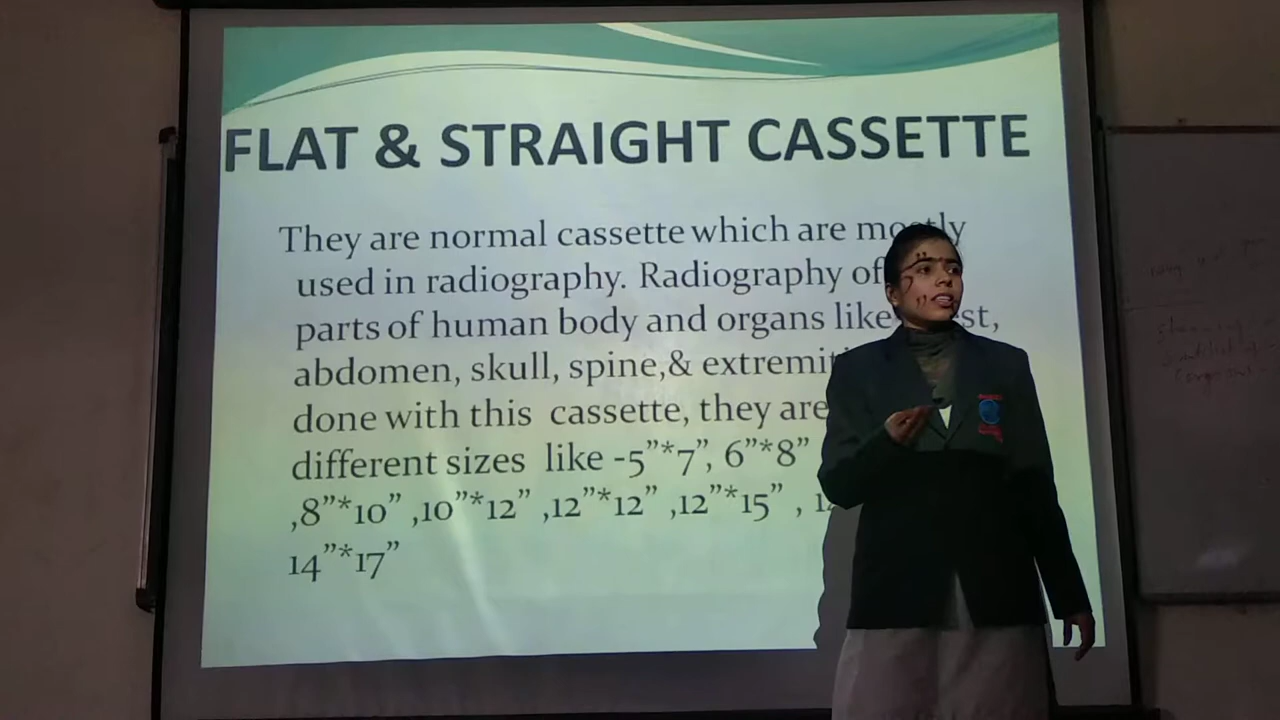 FLAT & STRAIGHT CASSETTE
They are normal cassette which are mostly
used in radiography. Radiography of
parts of human body and organs like
abdomen, skull, spine,&
done with this cassette, they are
different sizes like -5”*7”, 6”*8”
,8”*10” ,10”*12” ,12”*12” ,12”*15” ,
14”*17”